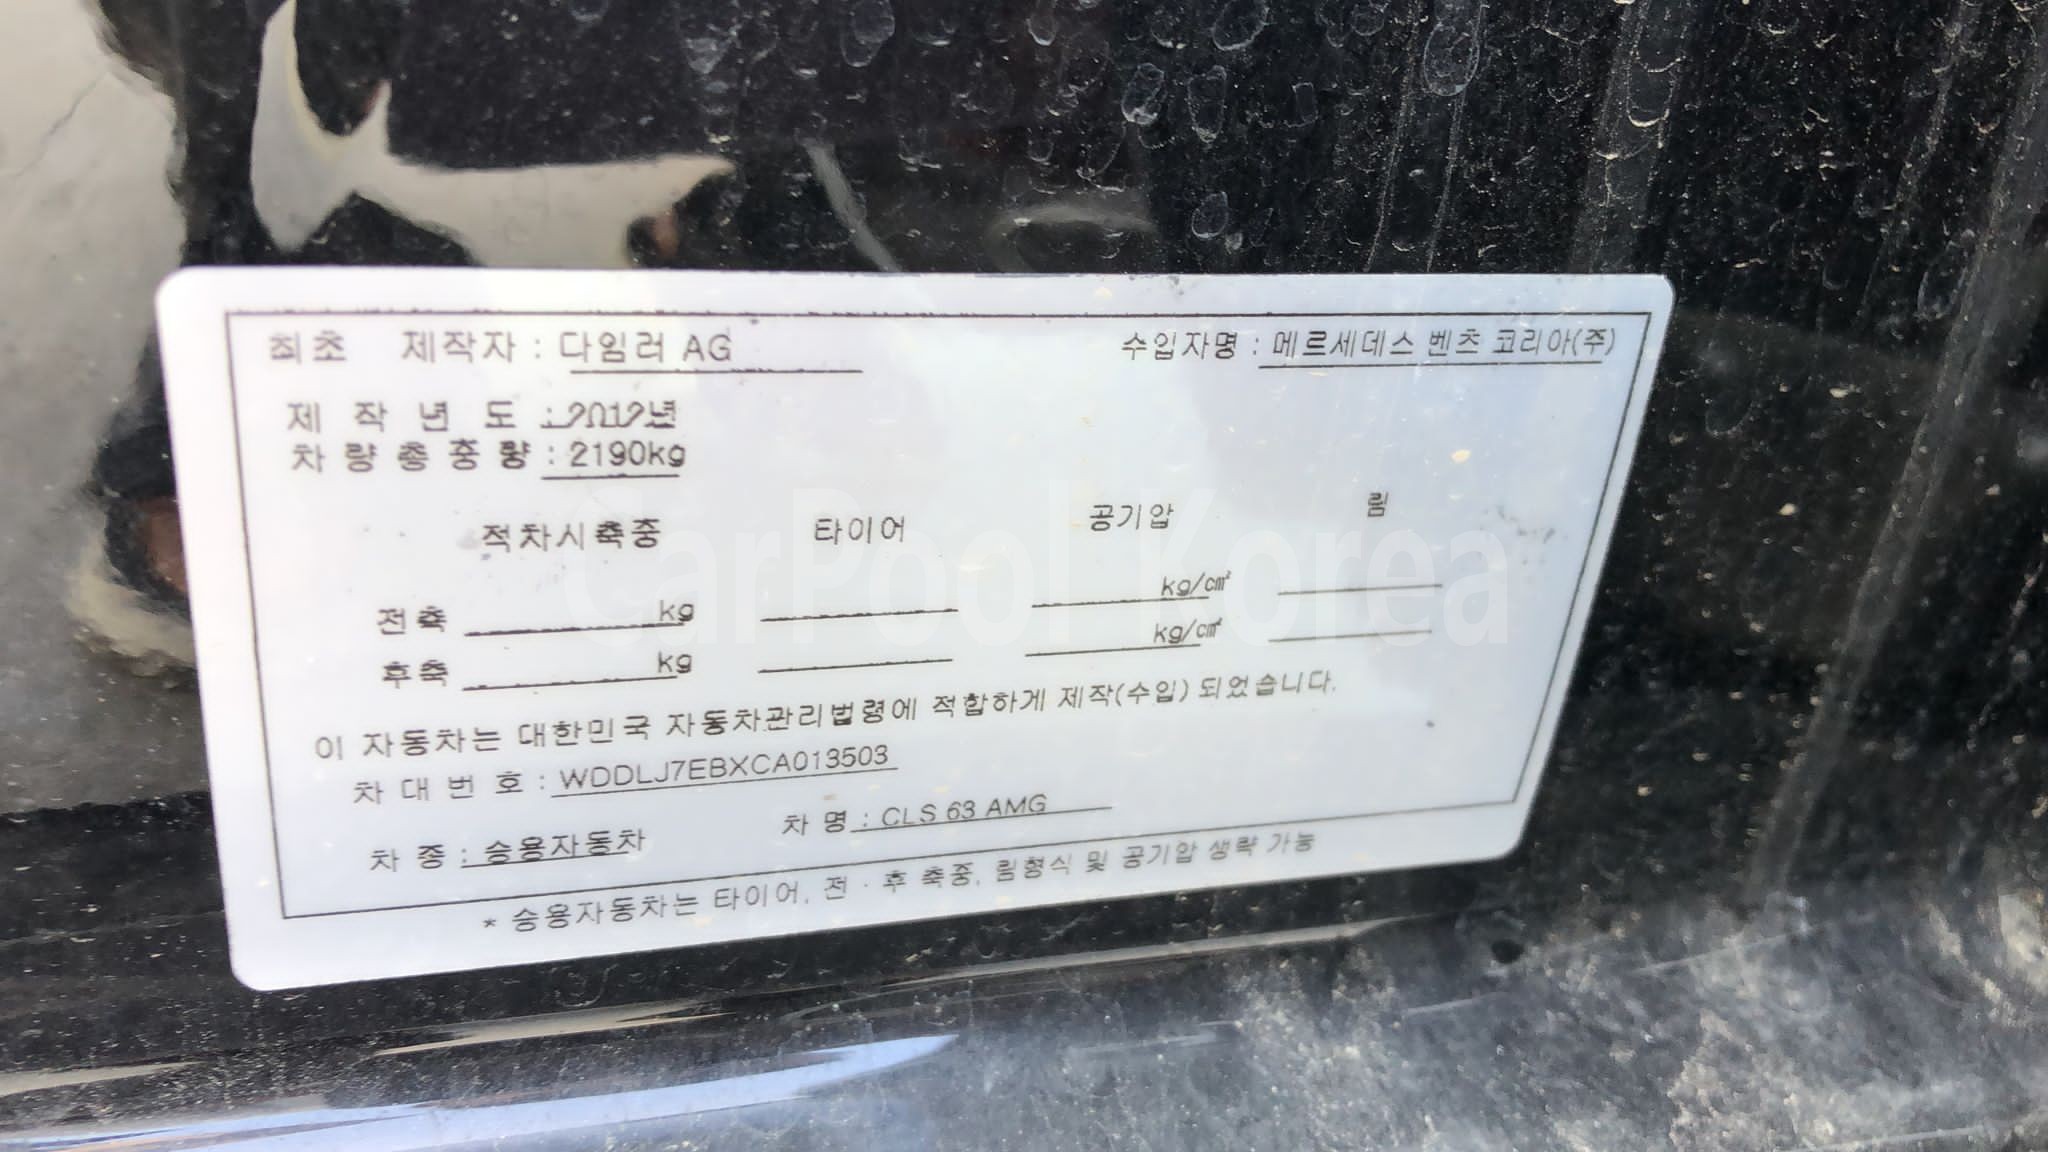 최초 제작자 : 다임러 AG 수입자명 : 메르세데스 벤츠 코리아(주)
제 작 년 도 : 2012년
차 량 총 중 량 : 2190kg
적차시축중 타이어 공기압 림
전축 kg kg/㎠
후축 kg kg/㎠
이 자동차는 대한민국 자동차관리법령에 적합하게 제작(수입) 되었습니다.
차 대 번 호 : WDDLJ7EBXCA013503
차 종 : 승용자동차 차 명 : CLS 63 AMG
* 승용자동차는 타이어, 전 · 후 축중, 림형식 및 공기압 생략 가능
CarPool Korea